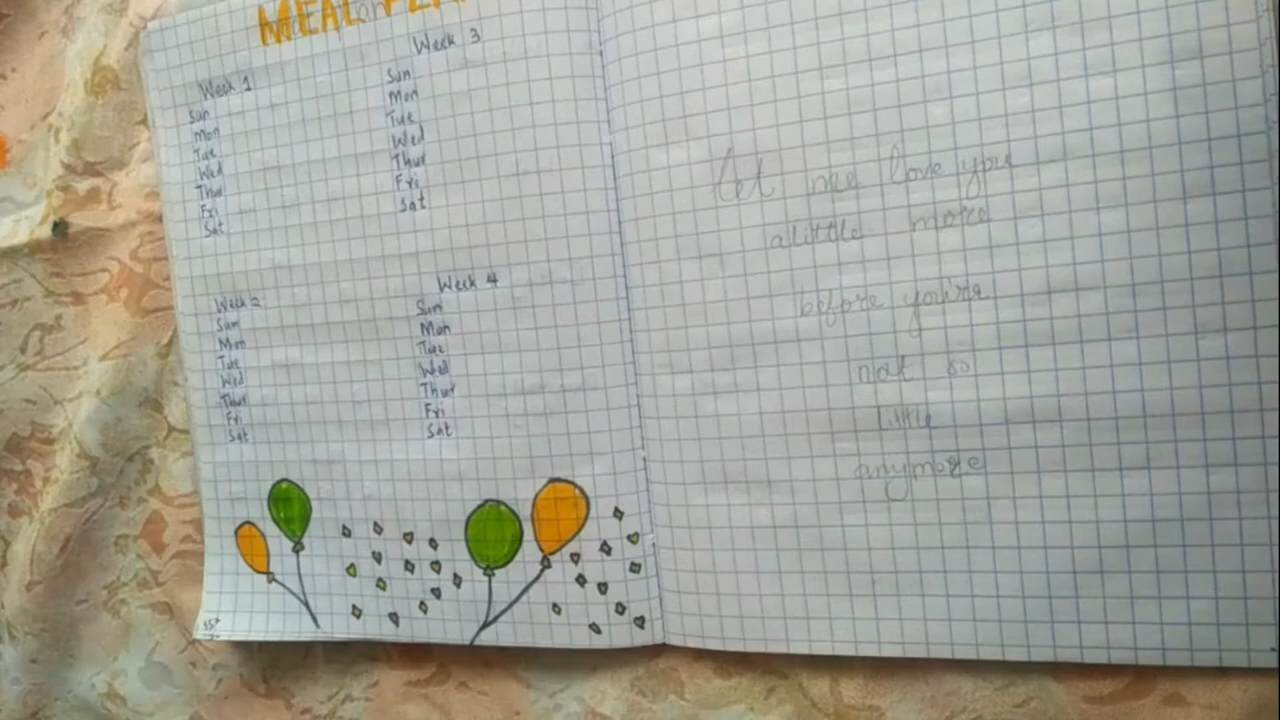 MEAL PLAN
Week 1
Sun
Mon
Tue
Wed
Thur
Fri
Sat
Week 2
Sun
Mon
Tue
Wed
Thur
Fri
Sat
Week 3
Sun
Mon
Tue
Wed
Thur
Fri
Sat
Week 4
Sun
Mon
Tue
Wed
Thur
Fri
Sat
let me love you
alittle more
before you're
not so
little
anymore